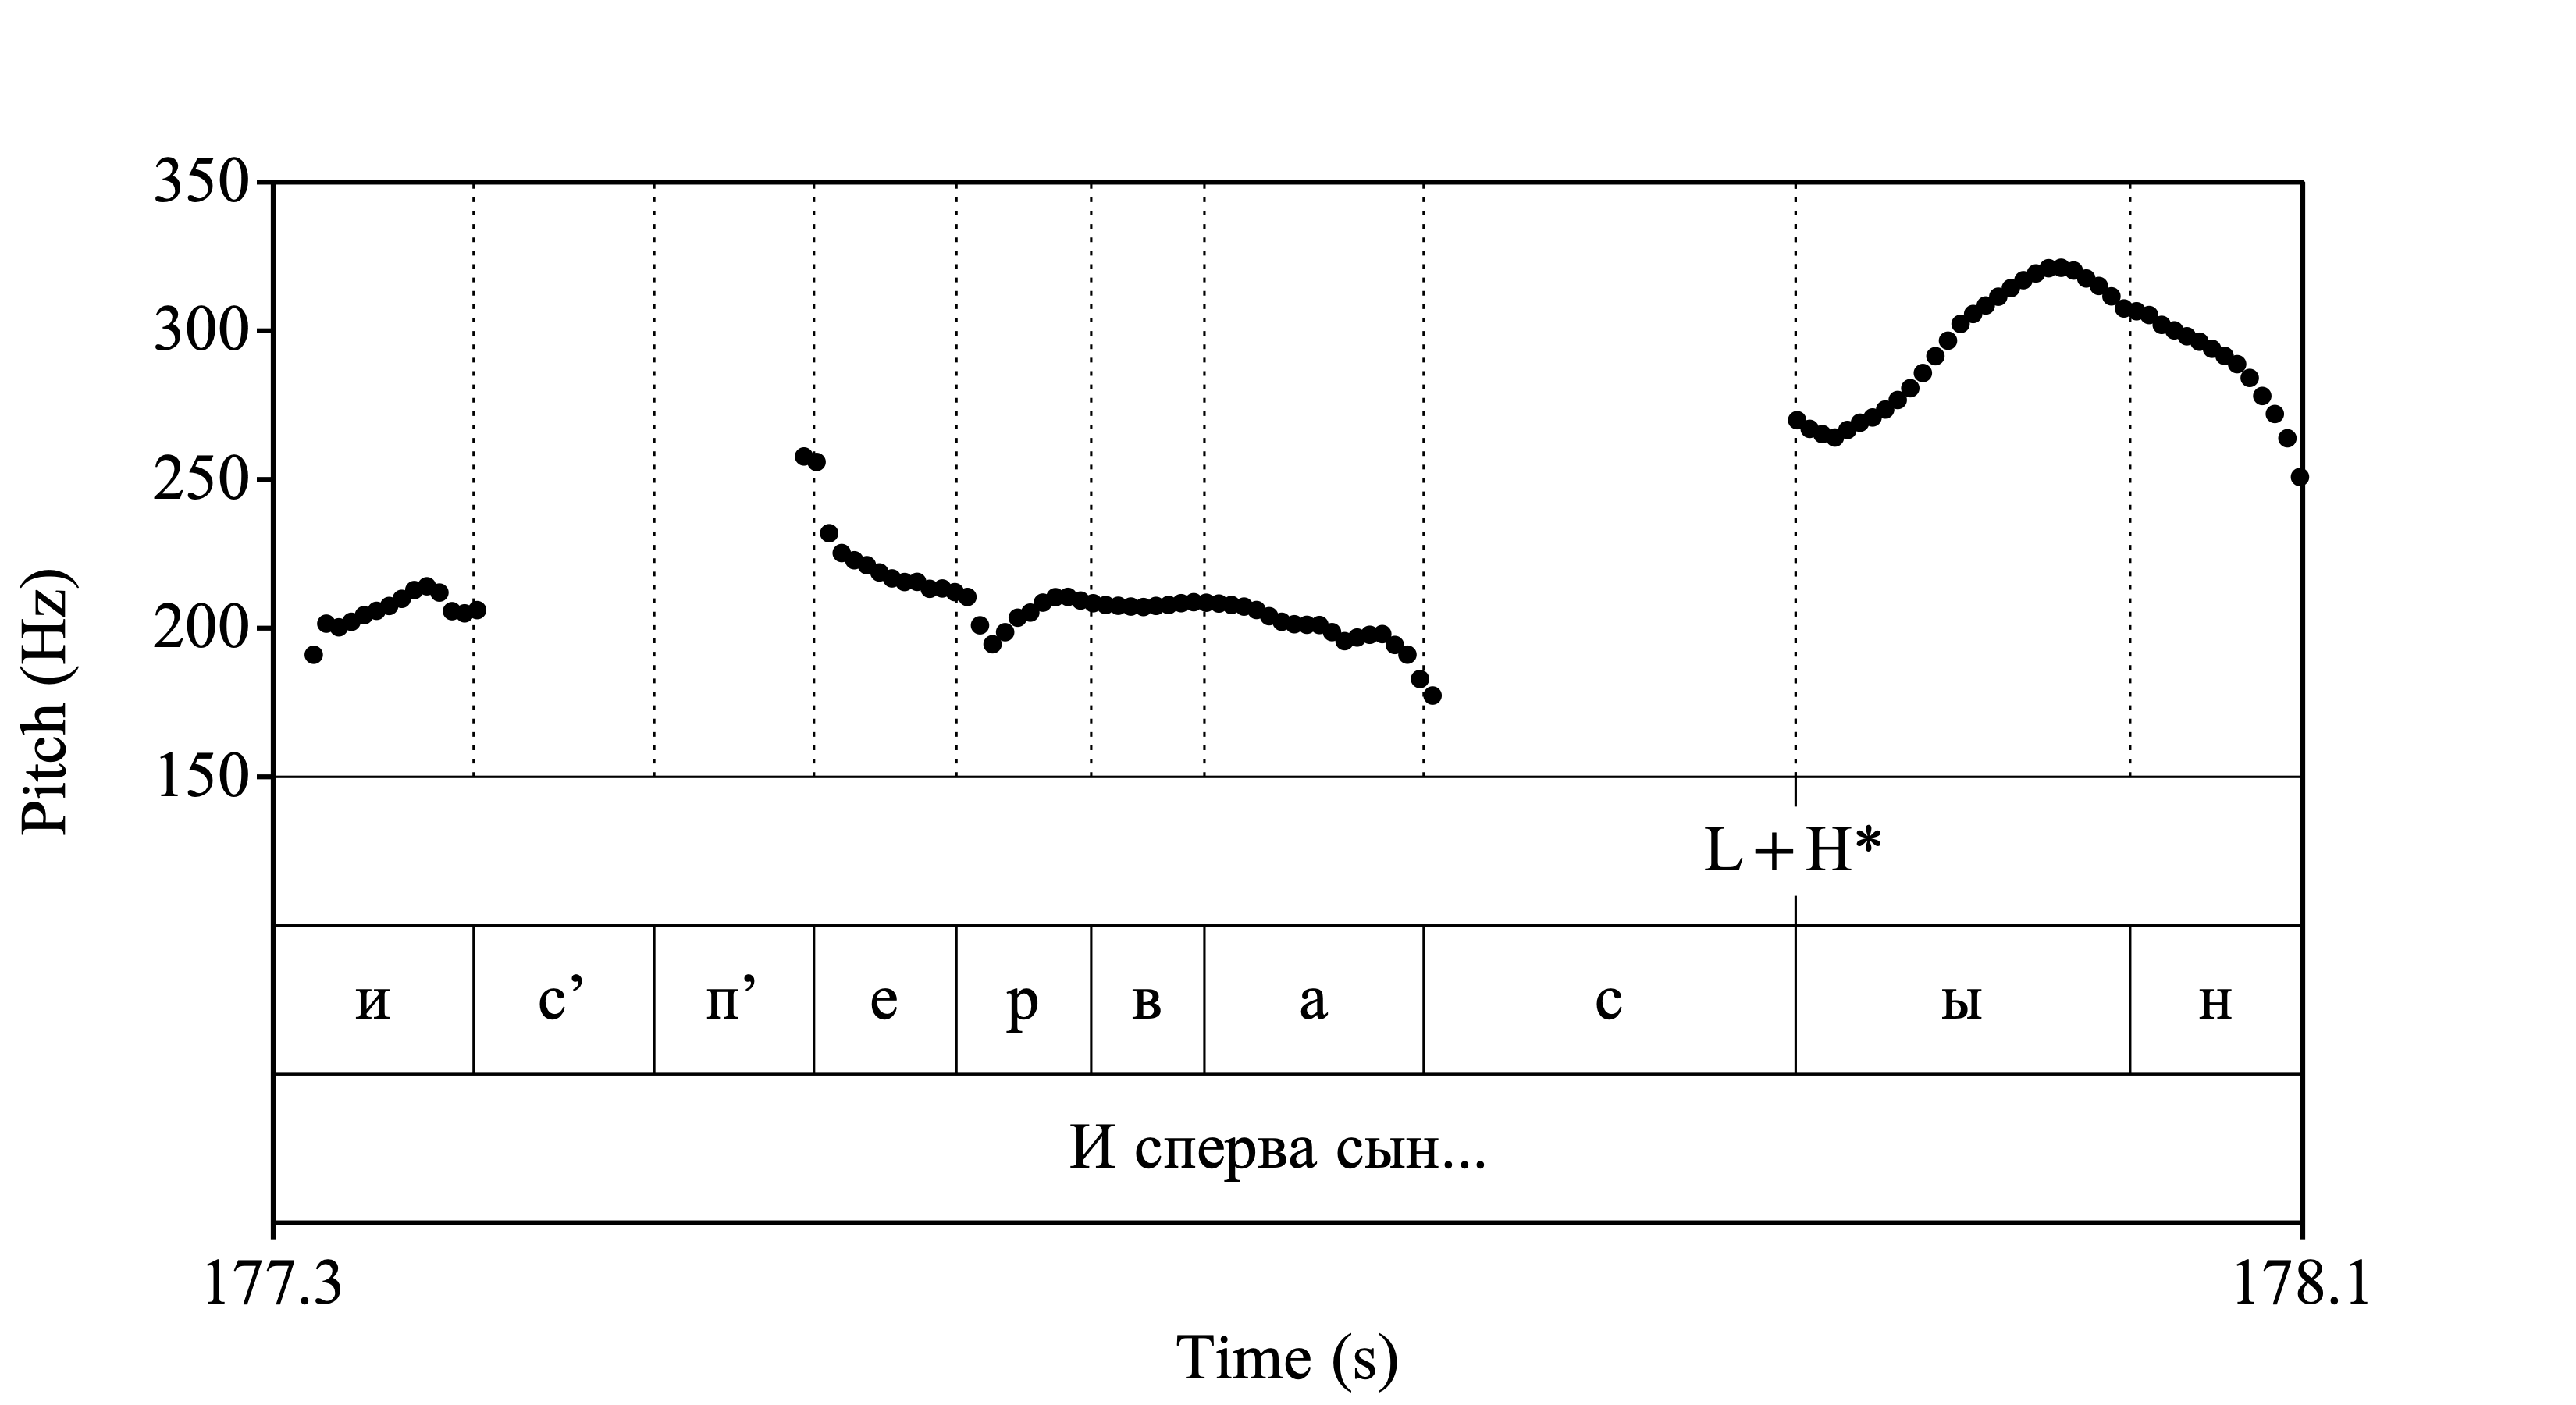 350
300
250
200
150
Pitch (Hz)
L+H*
и с’ п’ е р в а с ы н
И сперва сын...
177.3 178.1
Time (s)